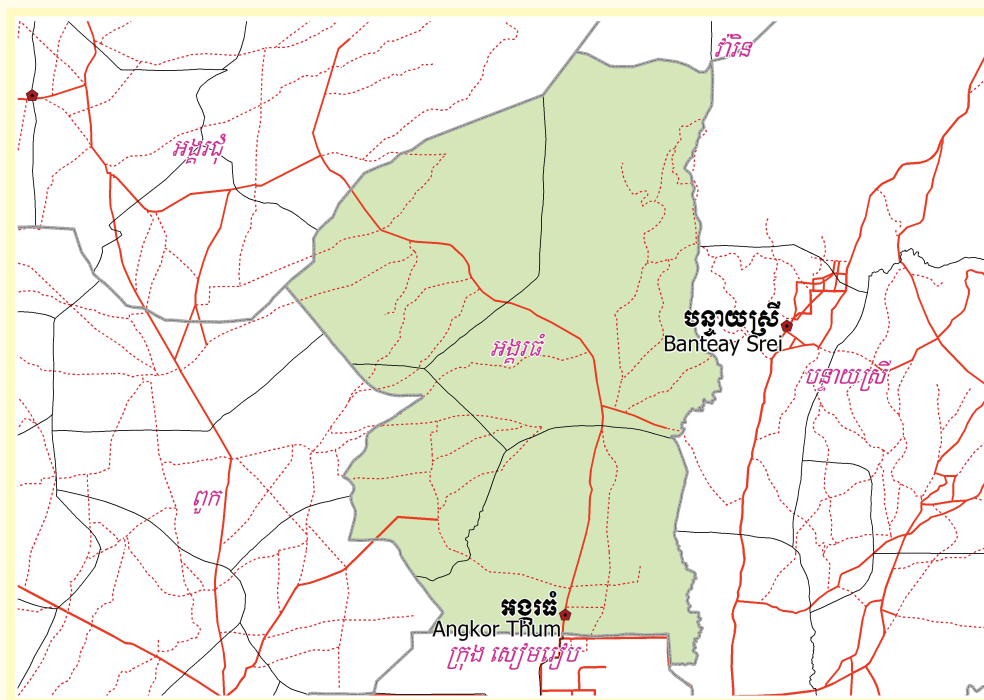 វ៉ារិន
អង្គរជុំ
បន្ទាយស្រី
Banteay Srei
អង្គរធំ
បន្ទាយស្រី
ពួក
អង្គរធំ
Angkor Thum
ក្រុង សៀមរៀប